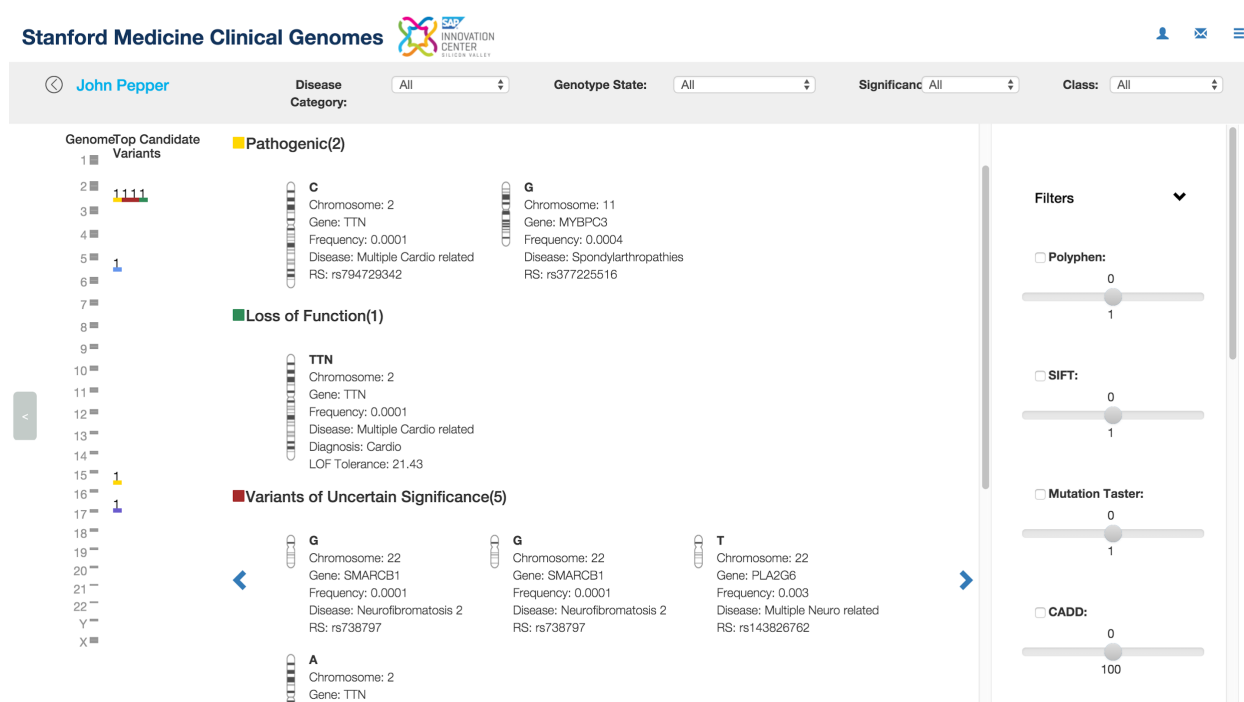 Stanford Medicine Clinical Genomes
SAP
INNOVATION
CENTER
SILICON VALLEY
John Pepper
Disease
Category:
All
Genotype State:
All
Significanc
All
Class:
All
Genome
Top Candidate
Variants
1
2
1111
3
4
5
1
6
7
8
9
10
11
12
13
14
15
1
16
1
17
18
19
20
21
22
Y
X
<
Pathogenic(2)
C
Chromosome: 2
Gene: TTN
Frequency: 0.0001
Disease: Multiple Cardio related
RS: rs794729342
G
Chromosome: 11
Gene: MYBPC3
Frequency: 0.0004
Disease: Spondylarthropathies
RS: rs377225516
Loss of Function(1)
TTN
Chromosome: 2
Gene: TTN
Frequency: 0.0001
Disease: Multiple Cardio related
Diagnosis: Cardio
LOF Tolerance: 21.43
Variants of Uncertain Significance(5)
G
Chromosome: 22
Gene: SMARCB1
Frequency: 0.0001
Disease: Neurofibromatosis 2
RS: rs738797
G
Chromosome: 22
Gene: SMARCB1
Frequency: 0.0001
Disease: Neurofibromatosis 2
RS: rs738797
T
Chromosome: 22
Gene: PLA2G6
Frequency: 0.003
Disease: Multiple Neuro related
RS: rs143826762
A
Chromosome: 2
Gene: TTN
Filters
Polyphen:
0
1
SIFT:
0
1
Mutation Taster:
0
1
CADD:
0
100